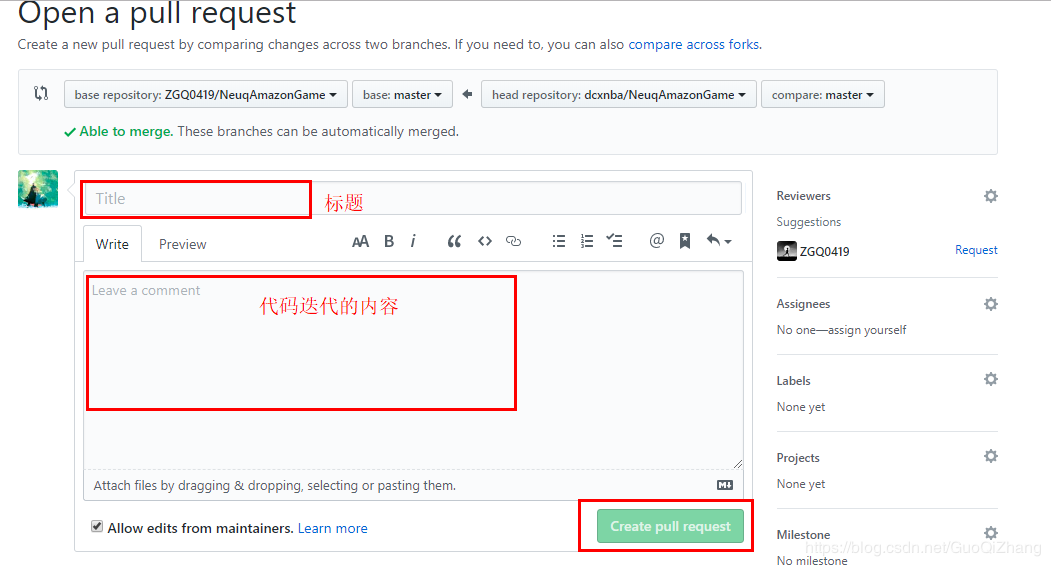 Open a pull request
Create a new pull request by comparing changes across two branches. If you need to, you can also compare across forks.
base repository: ZGQ0419/NeuqAmazonGame base: master head repository: dcxnba/NeuqAmazonGame compare: master
Able to merge. These branches can be automatically merged.
Title 标题
Write Preview AA B i
Leave a comment
代码迭代的内容
Attach files by dragging & dropping, selecting or pasting them.
Allow edits from maintainers. Learn more
Create pull request
Reviewers
Suggestions
ZGQ0419 Request
Assignees
No one—assign yourself
Labels
None yet
Projects
None yet
Milestone
No milestone
https://blog.csdn.net/GuoQiZhang